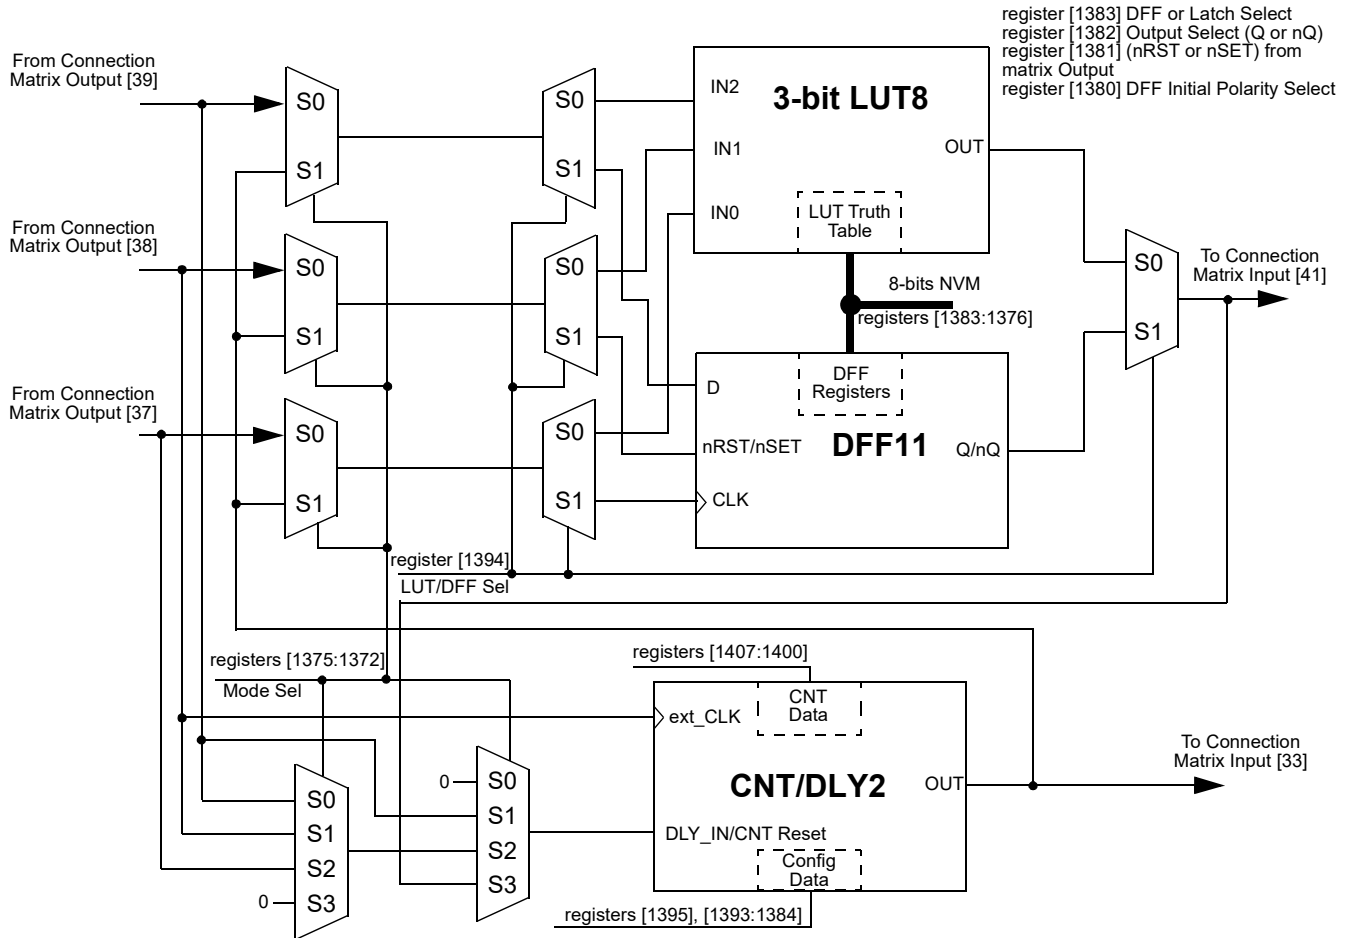 register [1383] DFF or Latch Select
register [1382] Output Select (Q or nQ)
register [1381] (nRST or nSET) from
matrix Output
register [1380] DFF Initial Polarity Select
From Connection
Matrix Output [39]
S0
S1
S0
S1
IN2
3-bit LUT8
IN1
OUT
IN0
LUT Truth
Table
From Connection
Matrix Output [38]
S0
S1
S0
S1
8-bits NVM
registers [1383:1376]
S0
S1
To Connection
Matrix Input [41]
From Connection
Matrix Output [37]
S0
S1
S0
S1
D
DFF
Registers
nRST/nSET
DFF11
Q/nQ
CLK
register [1394]
LUT/DFF Sel
registers [1375:1372]
Mode Sel
registers [1407:1400]
ext_CLK
CNT
Data
CNT/DLY2
OUT
To Connection
Matrix Input [33]
DLY_IN/CNT Reset
Config
Data
0
S0
S1
S2
S3
S0
S1
S2
0
S3
registers [1395], [1393:1384]